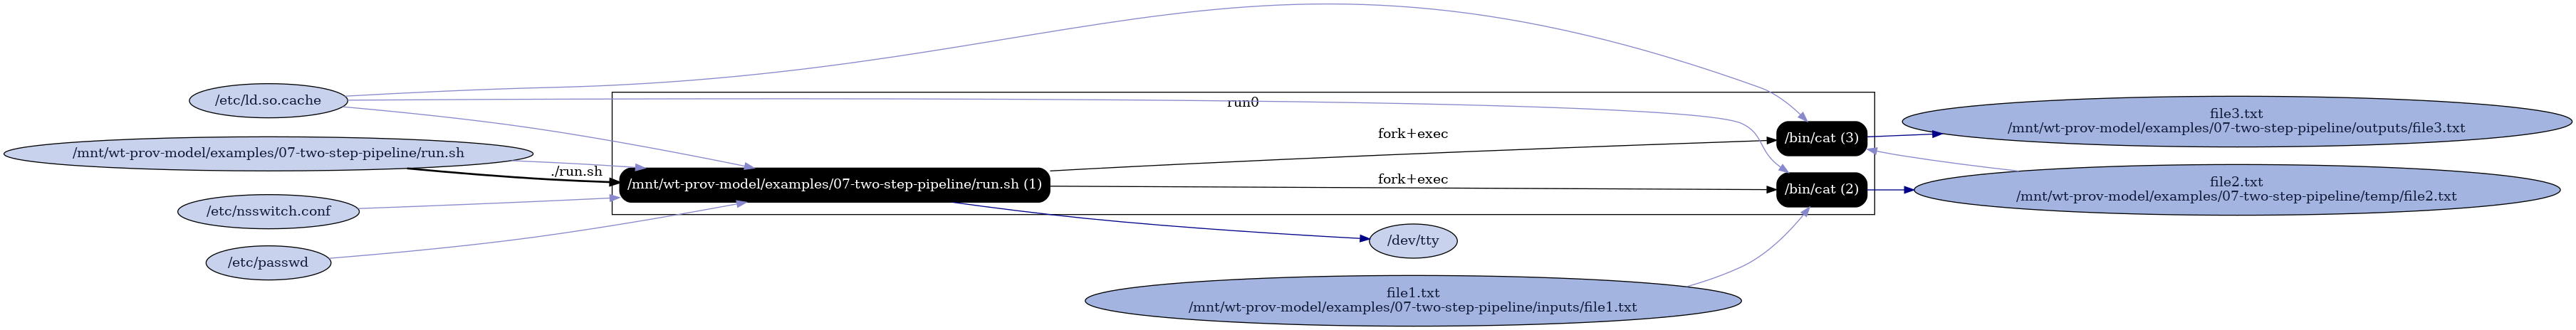 /etc/ld.so.cache
/mnt/wt-prov-model/examples/07-two-step-pipeline/run.sh
/etc/nsswitch.conf
/etc/passwd
./run.sh
run0
/mnt/wt-prov-model/examples/07-two-step-pipeline/run.sh (1)
fork+exec
fork+exec
/bin/cat (3)
/bin/cat (2)
/dev/tty
file1.txt
/mnt/wt-prov-model/examples/07-two-step-pipeline/inputs/file1.txt
file3.txt
/mnt/wt-prov-model/examples/07-two-step-pipeline/outputs/file3.txt
file2.txt
/mnt/wt-prov-model/examples/07-two-step-pipeline/temp/file2.txt